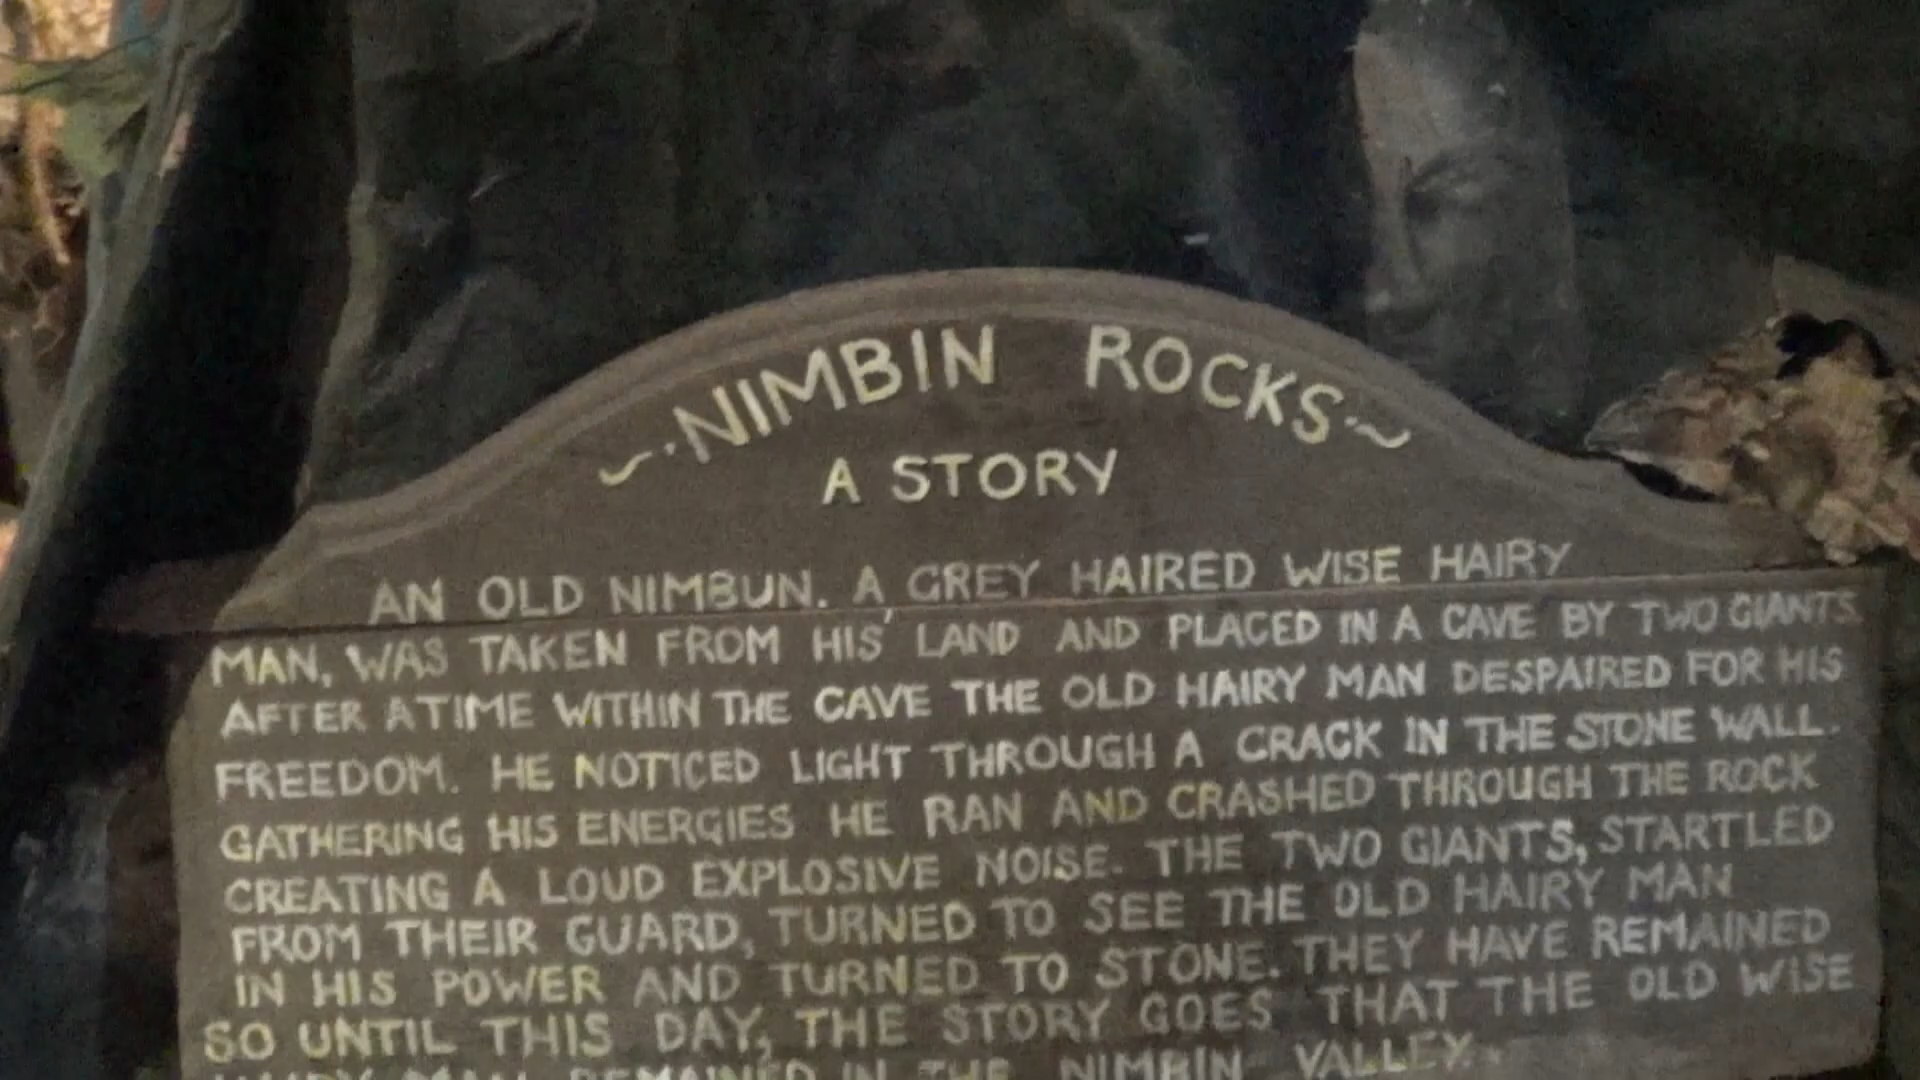 ~·NIMBIN ROCKS·~
A STORY
AN OLD NIMBUN. A GREY HAIRED WISE HAIRY
MAN, WAS TAKEN FROM HIS' LAND AND PLACED IN A CAVE BY TWO GIANTS.
AFTER A TIME WITHIN THE CAVE THE OLD HAIRY MAN DESPAIRED FOR HIS
FREEDOM. HE NOTICED LIGHT THROUGH A CRACK IN THE STONE WALL.
GATHERING HIS ENERGIES HE RAN AND CRASHED THROUGH THE ROCK
CREATING A LOUD EXPLOSIVE NOISE. THE TWO GIANTS, STARTLED
FROM THEIR GUARD, TURNED TO SEE THE OLD HAIRY MAN
IN HIS POWER AND TURNED TO STONE. THEY HAVE REMAINED
SO UNTIL THIS DAY, THE STORY GOES THAT THE OLD WISE
HAIRY MAN REMAINED IN THE NIMBIN VALLEY.